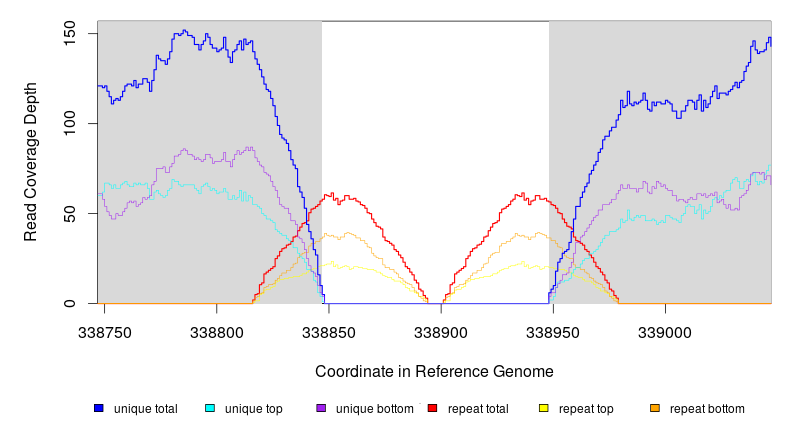 150
100
50
0
Read Coverage Depth
338750 338800 338850 338900 338950 339000
Coordinate in Reference Genome
unique total unique top unique bottom repeat total repeat top repeat bottom